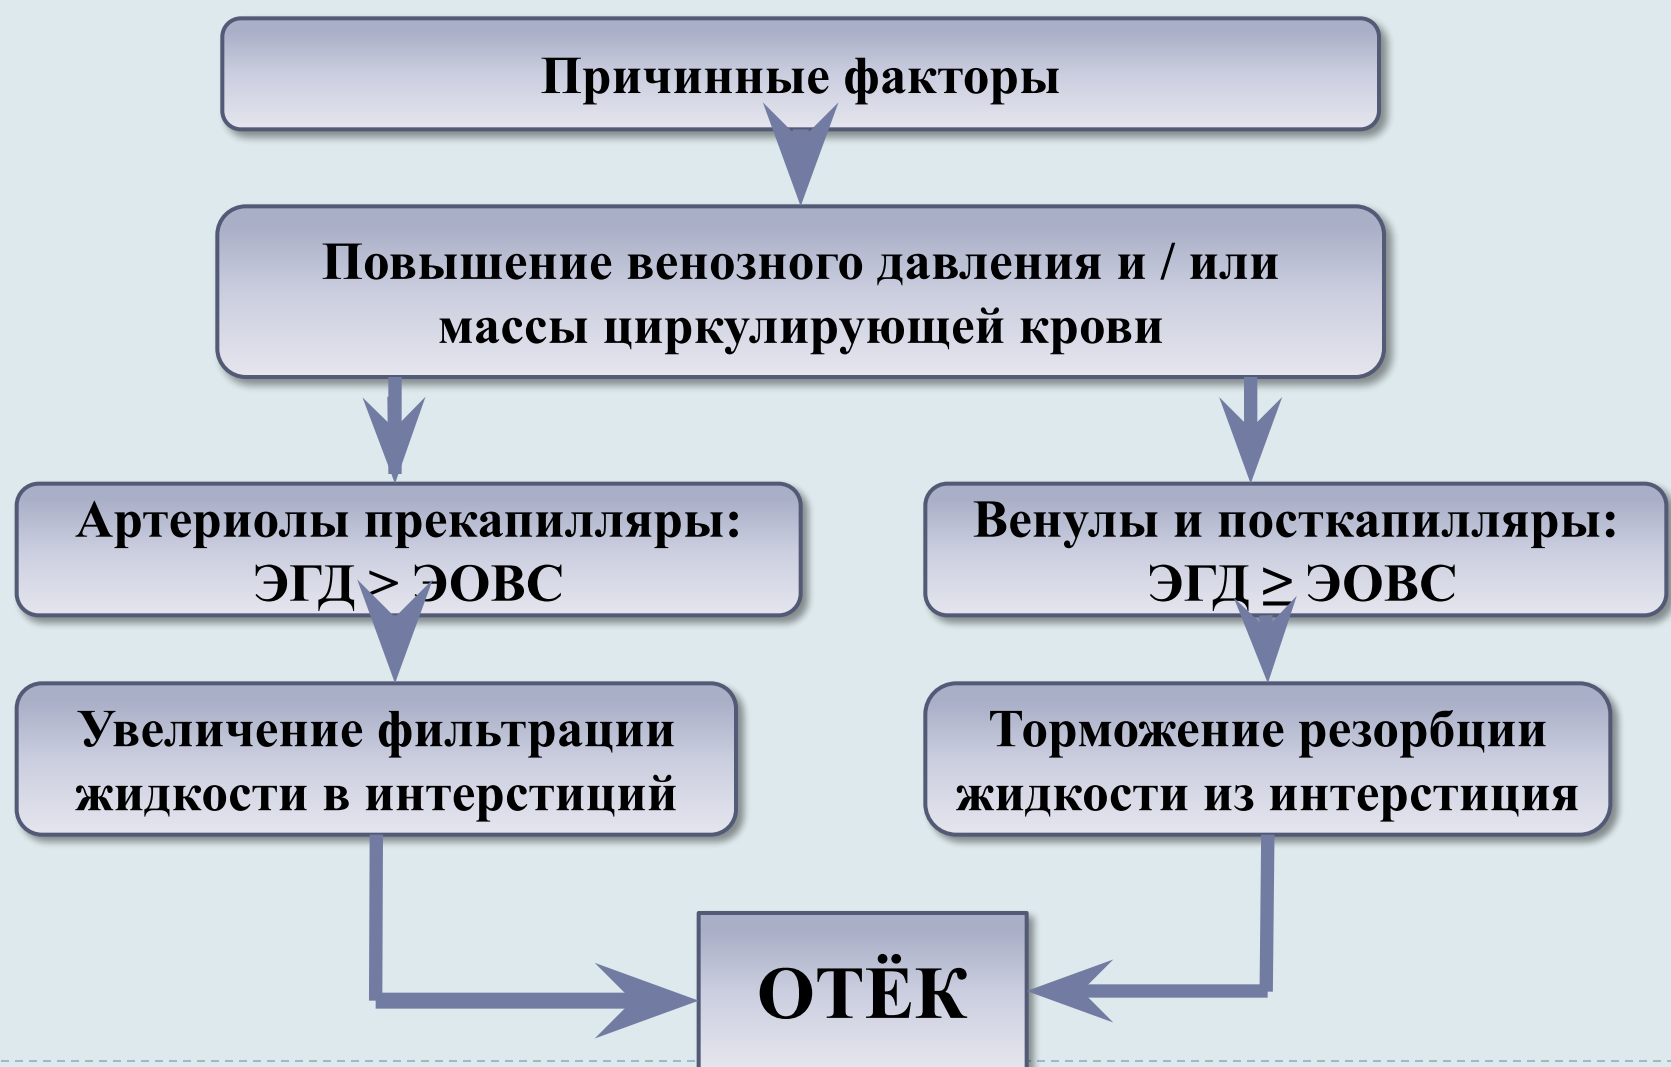 Причинные факторы
Повышение венозного давления и / или
массы циркулирующей крови
Артериолы прекапилляры:
ЭГД > ЭОВС
Венулы и посткапилляры:
ЭГД ≥ ЭОВС
Увеличение фильтрации
жидкости в интерстиций
Торможение резорбции
жидкости из интерстиция
ОТЁК